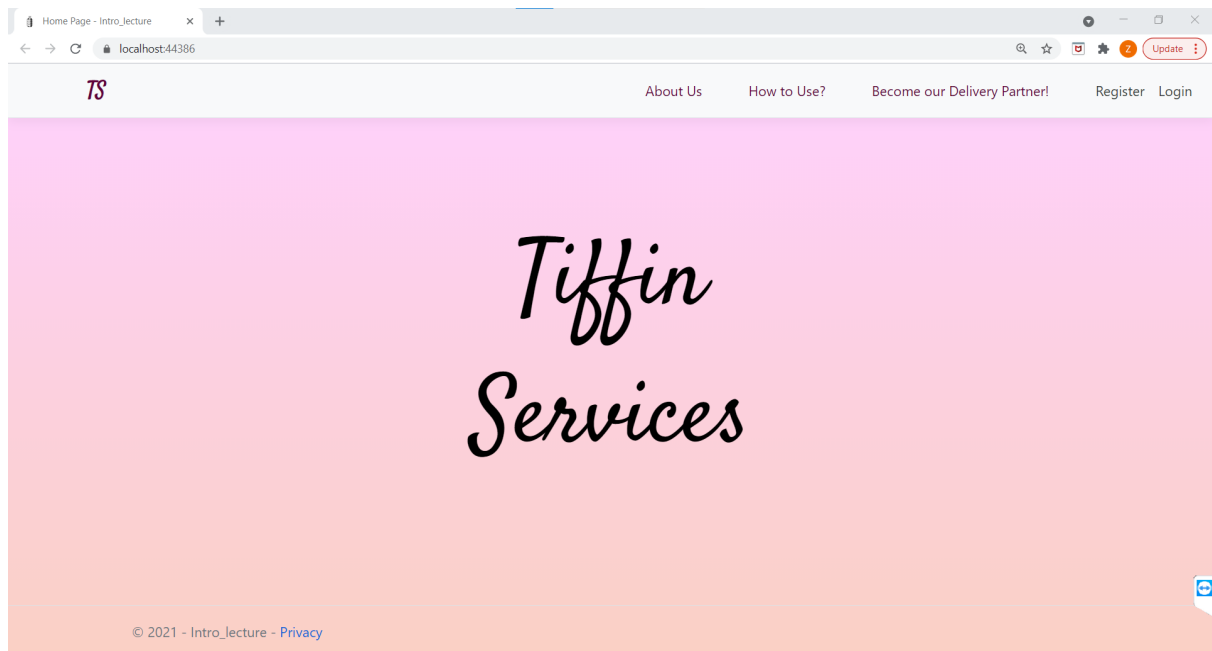 Home Page - Intro_lecture
localhost:44386
Z
Update
TS
About Us How to Use? Become our Delivery Partner! Register Login
Tiffin
Services
© 2021 - Intro_lecture - Privacy